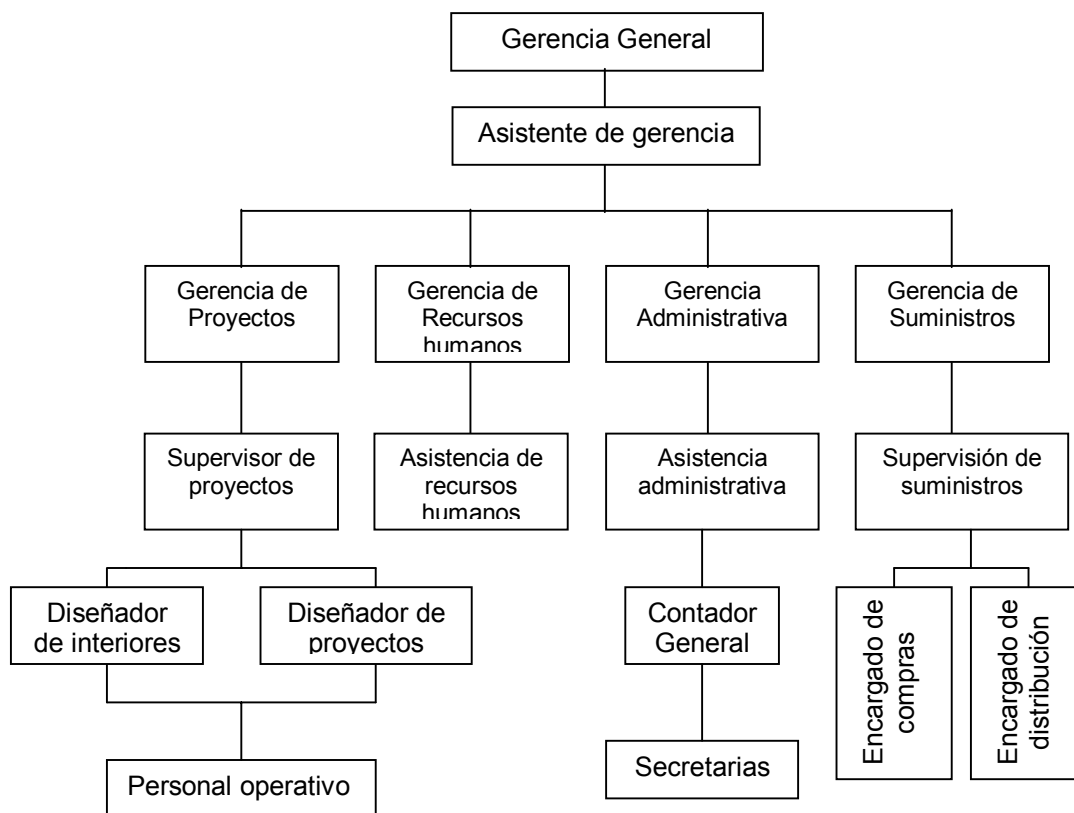 Gerencia General
Asistente de gerencia
Gerencia de
Proyectos
Gerencia de
Recursos
humanos
Gerencia
Administrativa
Gerencia de
Suministros
Supervisor de
proyectos
Asistencia de
recursos
humanos
Asistencia
administrativa
Supervisión de
suministros
Diseñador
de interiores
Diseñador de
proyectos
Contador
General
Encargado de
compras
Encargado de
distribución
Personal operativo
Secretarias